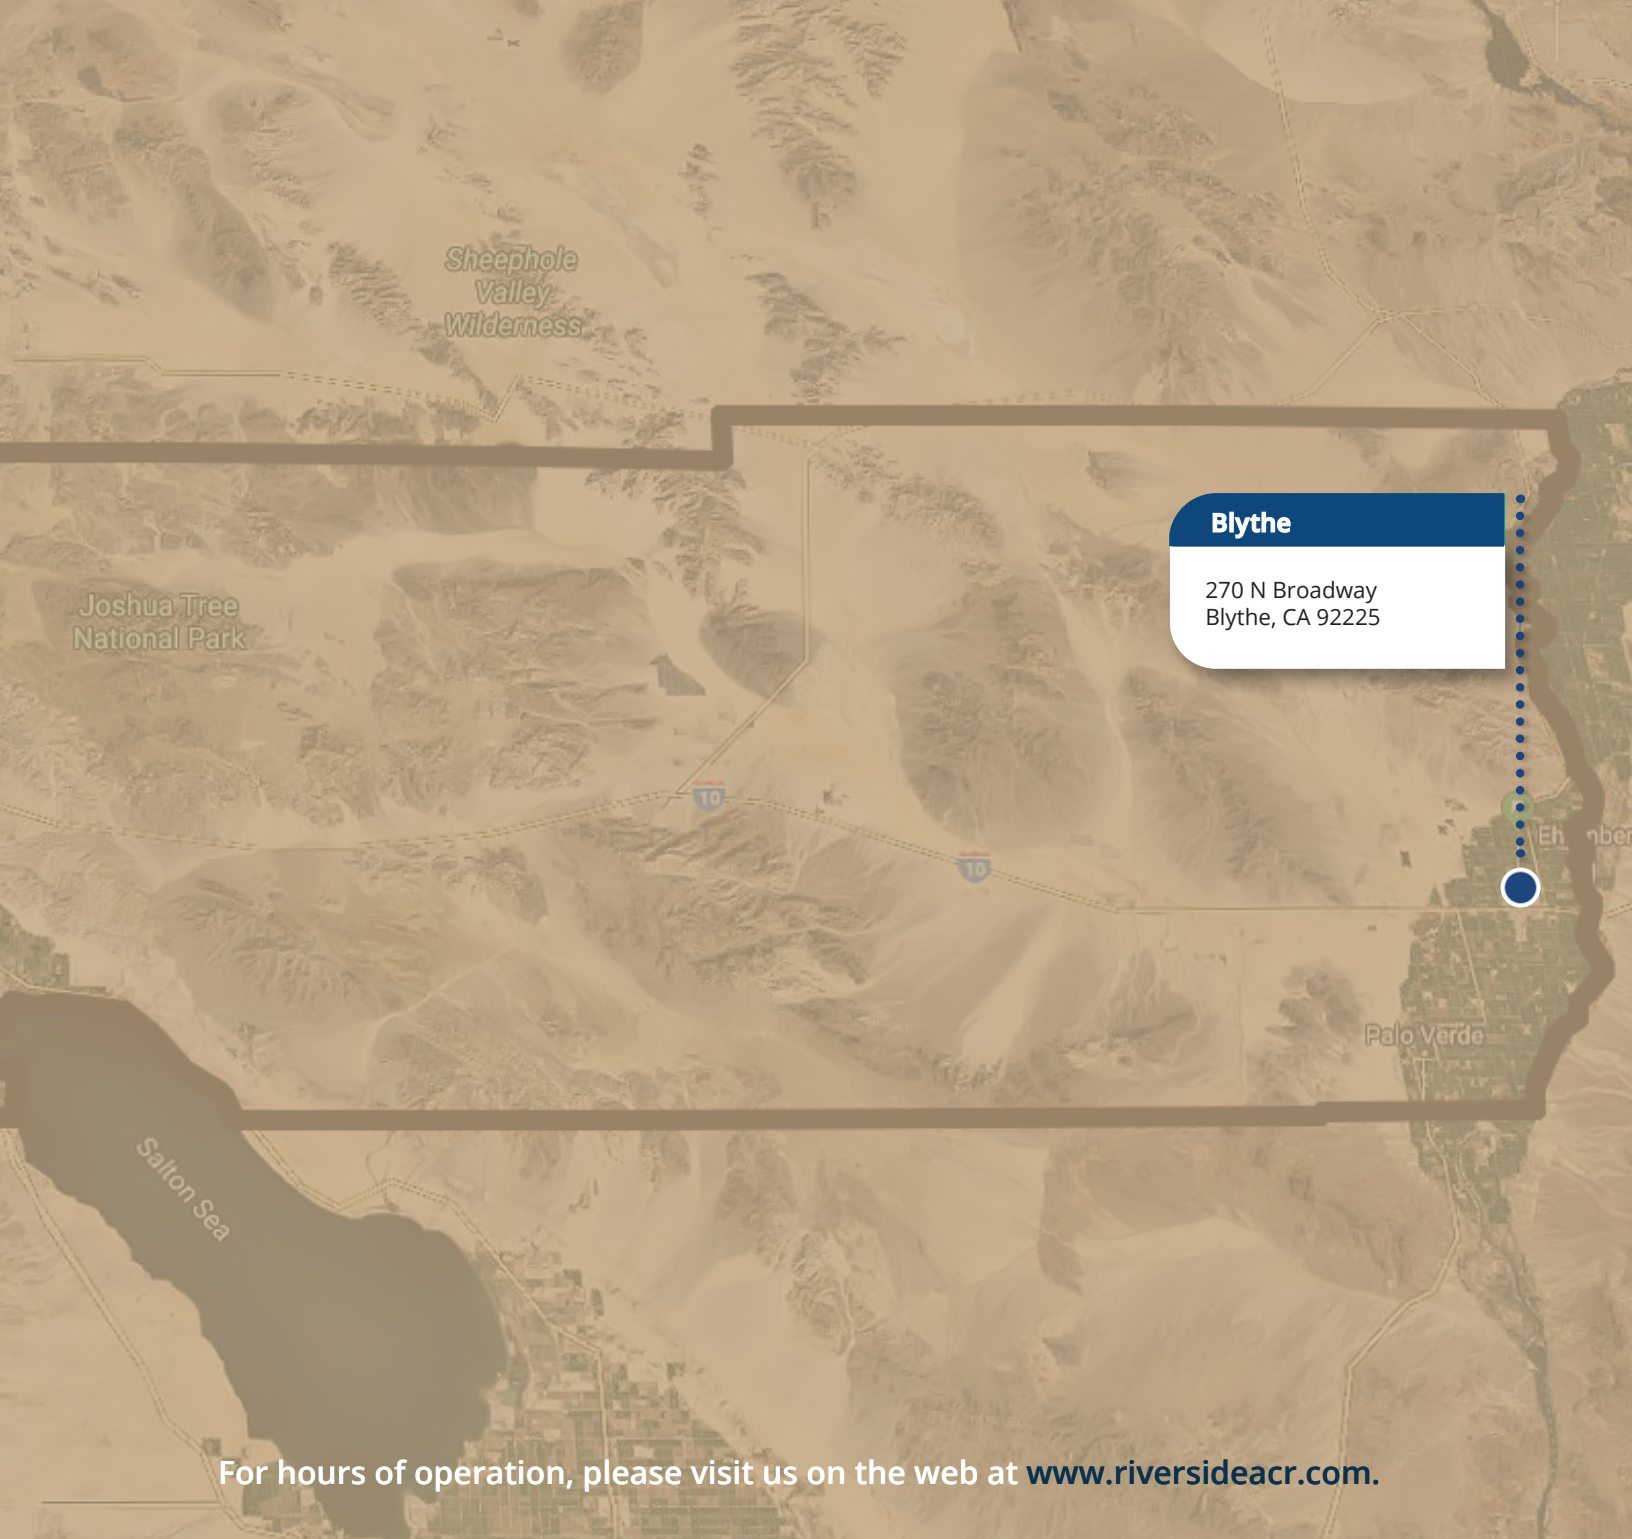 Sheephole
Valley
Wilderness
Blythe
270 N Broadway
Blythe, CA 92225
Joshua Tree
National Park
10
10
Palo Verde
Salton Sea
For hours of operation, please visit us on the web at www.riversideacr.com.